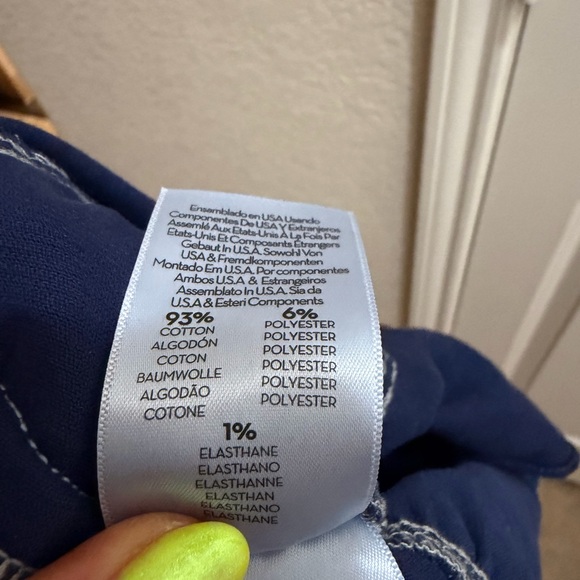 Ensamblado en USA Usando
Componentes De USA Y Extranjeros
Assemlé Aux Etats-Unis À La Fois Par
Etats-Unis Et Composants Etrangers
Gebaut In U.S.A. Sowohl Von
USA & Fremdkomponenten
Montado Em U.S.A. Por componentes
Ambos U.S.A & Estrangeiros
Assemblato In U.S.A. Sia da
U.S.A & Esteri Components
93% 6%
COTTON POLYESTER
ALGODÓN POLYESTER
COTON POLYESTER
BAUMWOLLE POLYESTER
ALGODÃO POLYESTER
COTONE POLYESTER
1%
ELASTHANE
ELASTHANO
ELASTHANNE
ELASTHAN
ELASTHANO
ELASTHANE